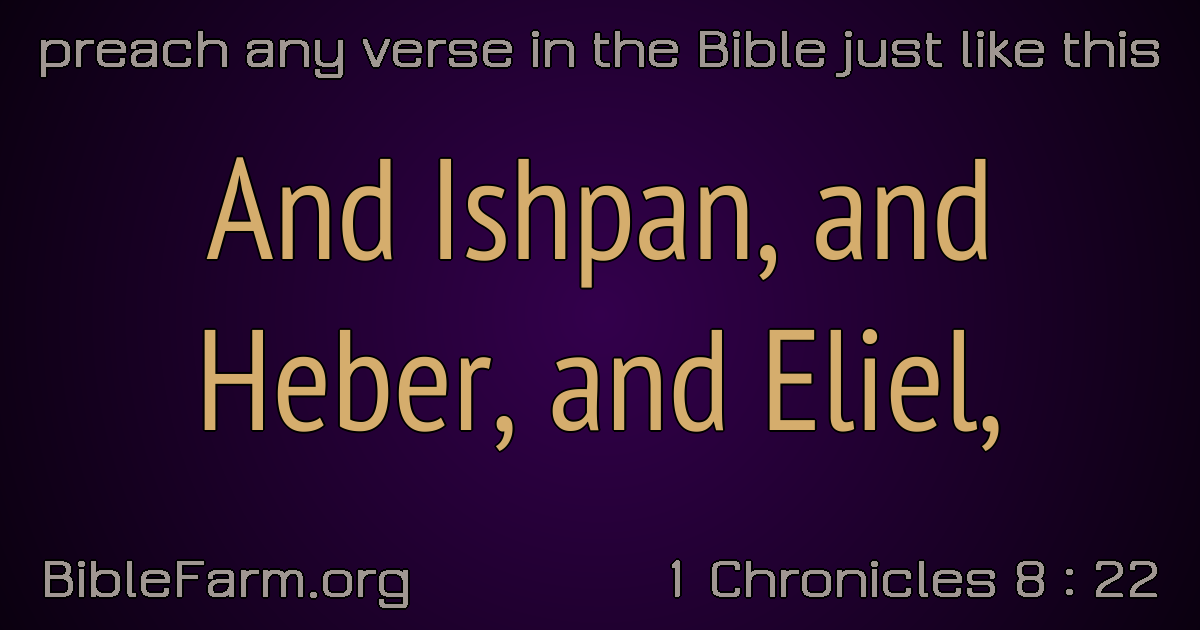 preach any verse in the Bible just like this
And Ishpan, and
Heber, and Eliel,
BibleFarm.org
1 Chronicles 8 : 22